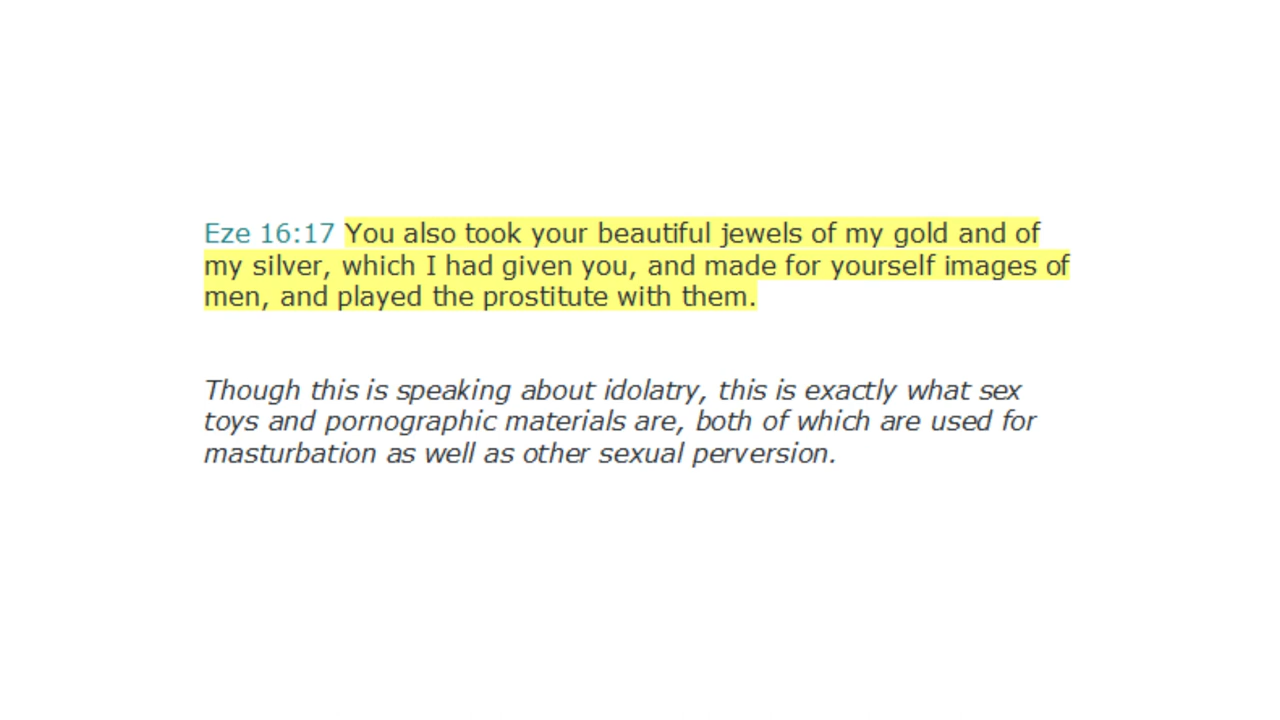 Eze 16:17 You also took your beautiful jewels of my gold and of
my silver, which I had given you, and made for yourself images of
men, and played the prostitute with them.
Though this is speaking about idolatry, this is exactly what sex
toys and pornographic materials are, both of which are used for
masturbation as well as other sexual perversion.